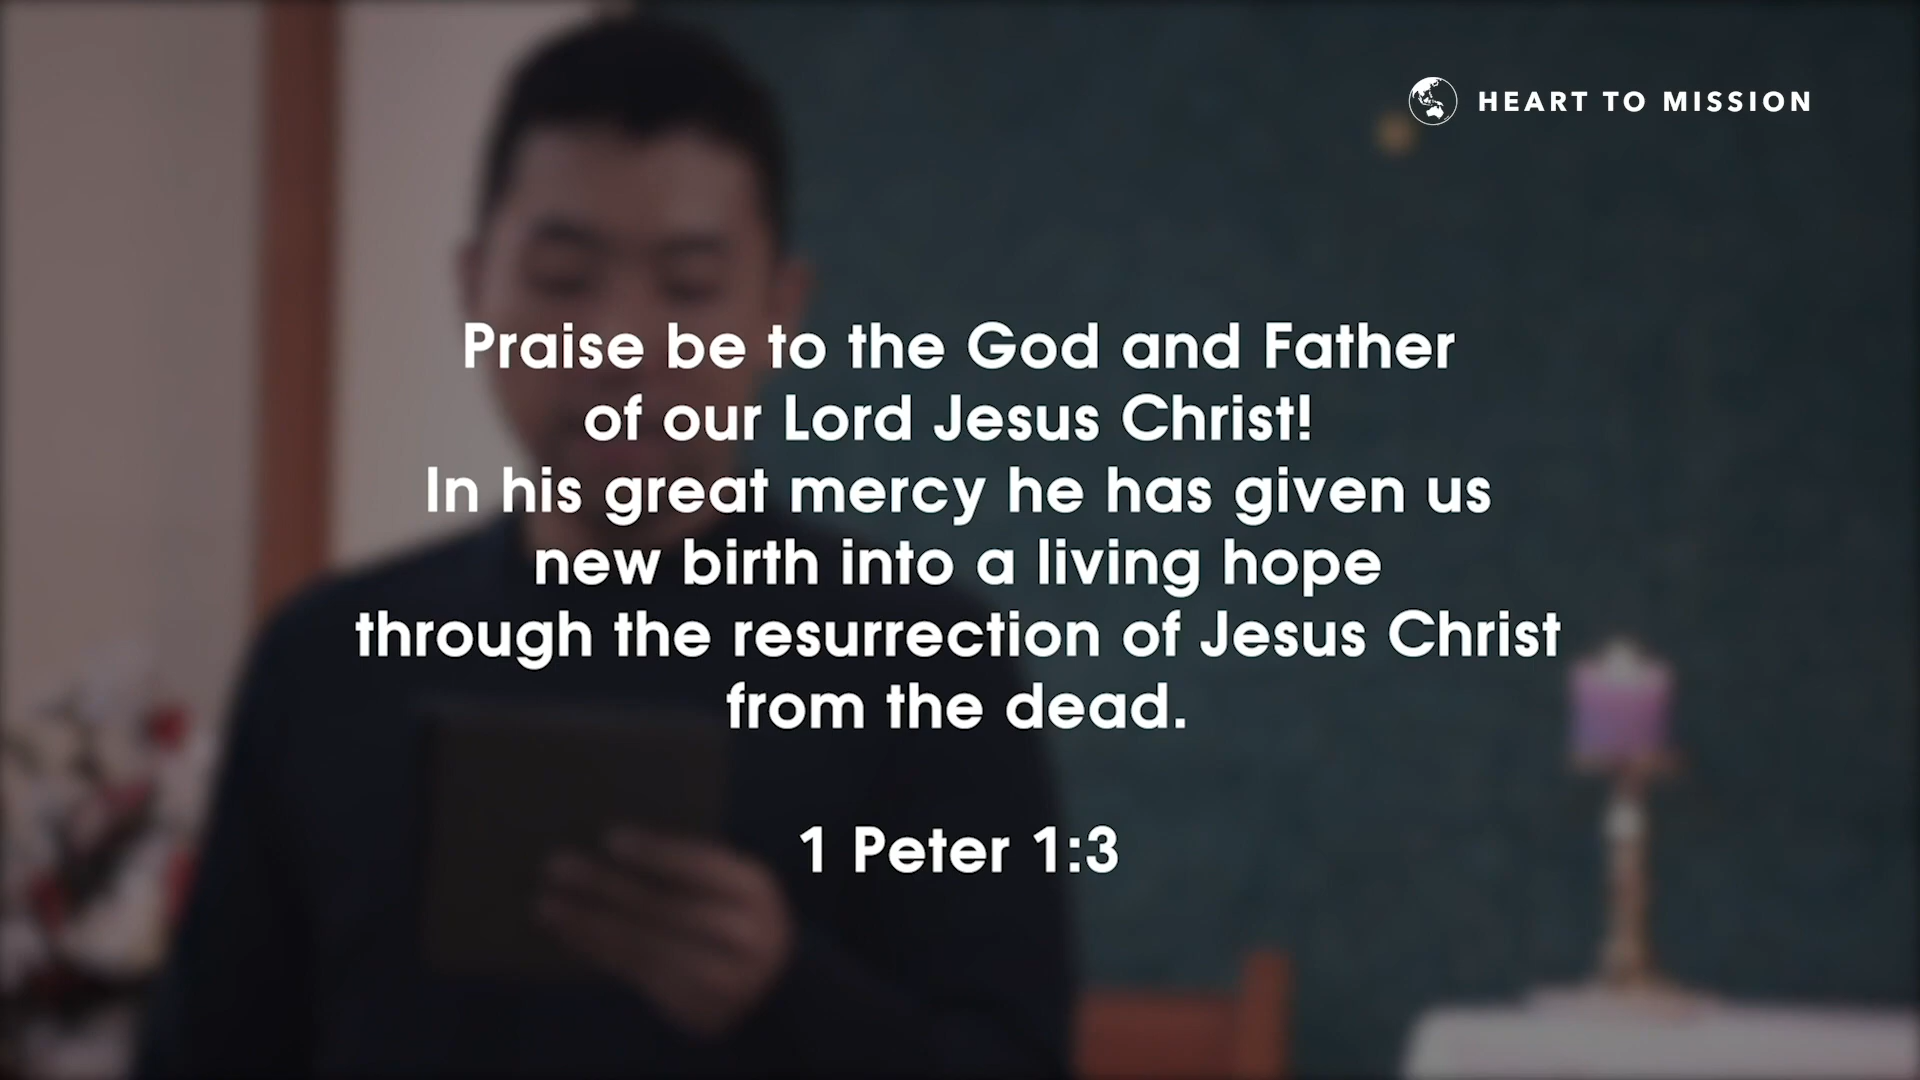 HEART TO MISSION
Praise be to the God and Father
of our Lord Jesus Christ!
In his great mercy he has given us
new birth into a living hope
through the resurrection of Jesus Christ
from the dead.
1 Peter 1:3